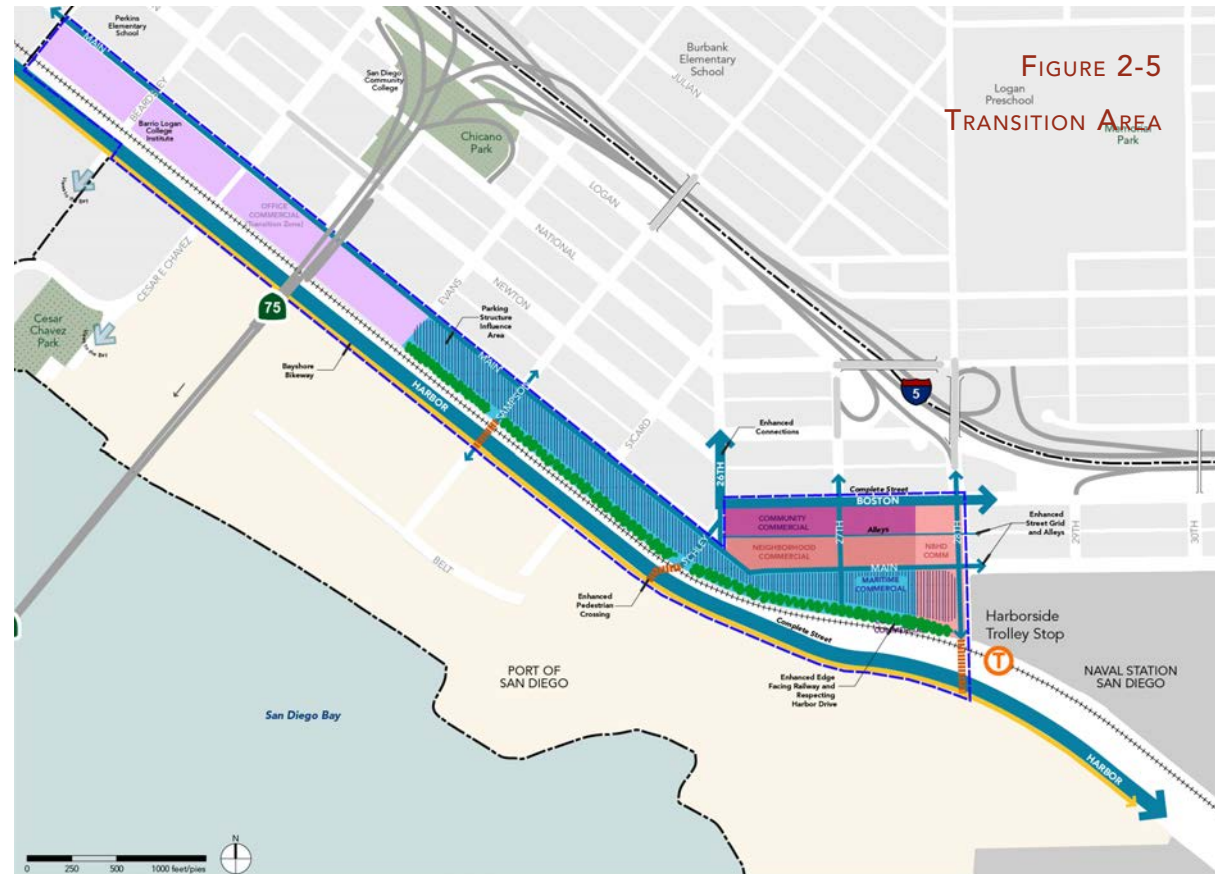 FIGURE 2-5
TRANSITION AREA
Perkins
Elementary
School
MAIN
BEARDSLEY
Barrio Logan
College
Institute
San Diego
Community
College
Chicano
Park
Burbank
Elementary
School
JULIAN
Logan
Preschool
Memorial
Park
LOGAN
NATIONAL
NEWTON
EVANS
OFFICE
COMMERCIAL
(Transition Zone)
CESAR E CHAVEZ
75
Cesar
Chavez
Park
Parking
Structure
Influence
Area
MAIN
SAMPSON
SICARD
Bayshore
Bikeway
HARBOR
5
Enhanced
Connections
26TH
Complete Street
BOSTON
COMMUNITY
COMMERCIAL
Alleys
27TH
28TH
NEIGHBORHOOD
COMMERCIAL
NBHD
COMM
MAIN
MARITIME
COMMERCIAL
Enhanced
Street Grid
and Alleys
29TH
30TH
SCHLEY
BELT
Enhanced
Pedestrian
Crossing
Complete Street
Harborside
Trolley Stop
T
NAVAL STATION
SAN DIEGO
PORT OF
SAN DIEGO
Enhanced Edge
Facing Railway and
Respecting
Harbor Drive
San Diego Bay
HARBOR
N
0 250 500 1000 feet/pies